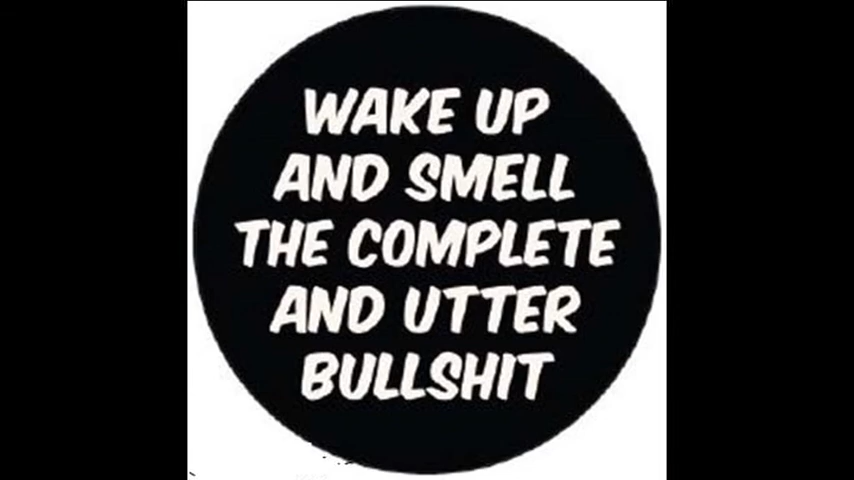 WAKE UP
AND SMELL
THE COMPLETE
AND UTTER
BULLSHIT